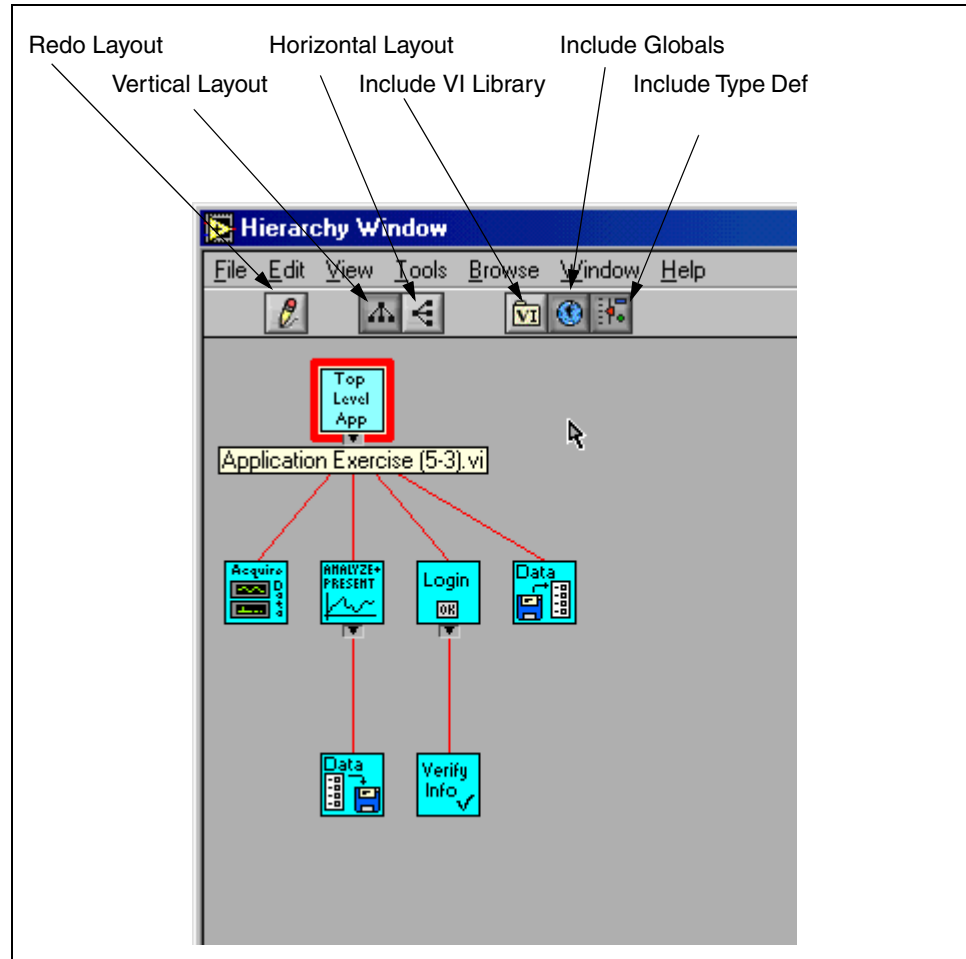 Redo Layout Horizontal Layout Include Globals
Vertical Layout Include VI Library Include Type Def
Hierarchy Window
File Edit View Tools Browse Window Help
VI
Top
Level
App
Application Exercise (5-3).vi
Acquire
Data
ANALYZE+
PRESENT
Login
OK
Data
Data
Verify
Info